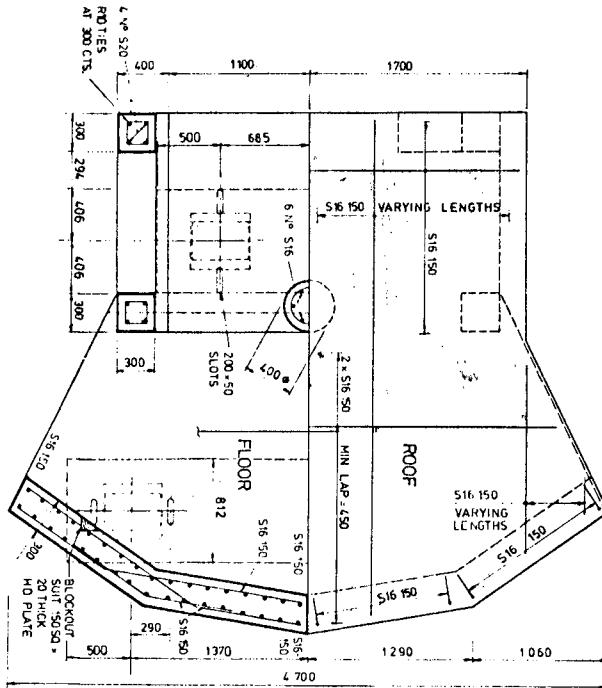 4 Nº S20
R10 TIES
AT 300 CTS.
400
1100
1700
300
294
406
406
300
500
685
6 Nº S16
S16 150 VARYING LENGTHS
S16 150
300
200×50
SLOTS
400
2 × S16 150
MIN LAP = 450
FLOOR
ROOF
S16 150
812
S16 150
S16 150
S16 150
VARYING
LENGTHS
S16 150
S16 150
300
BLOCKOUT
SUIT 150 50 ×
20 THICK
H D PLATE
S16 150
S16
150
290
500
1370
1290
1060
4 700